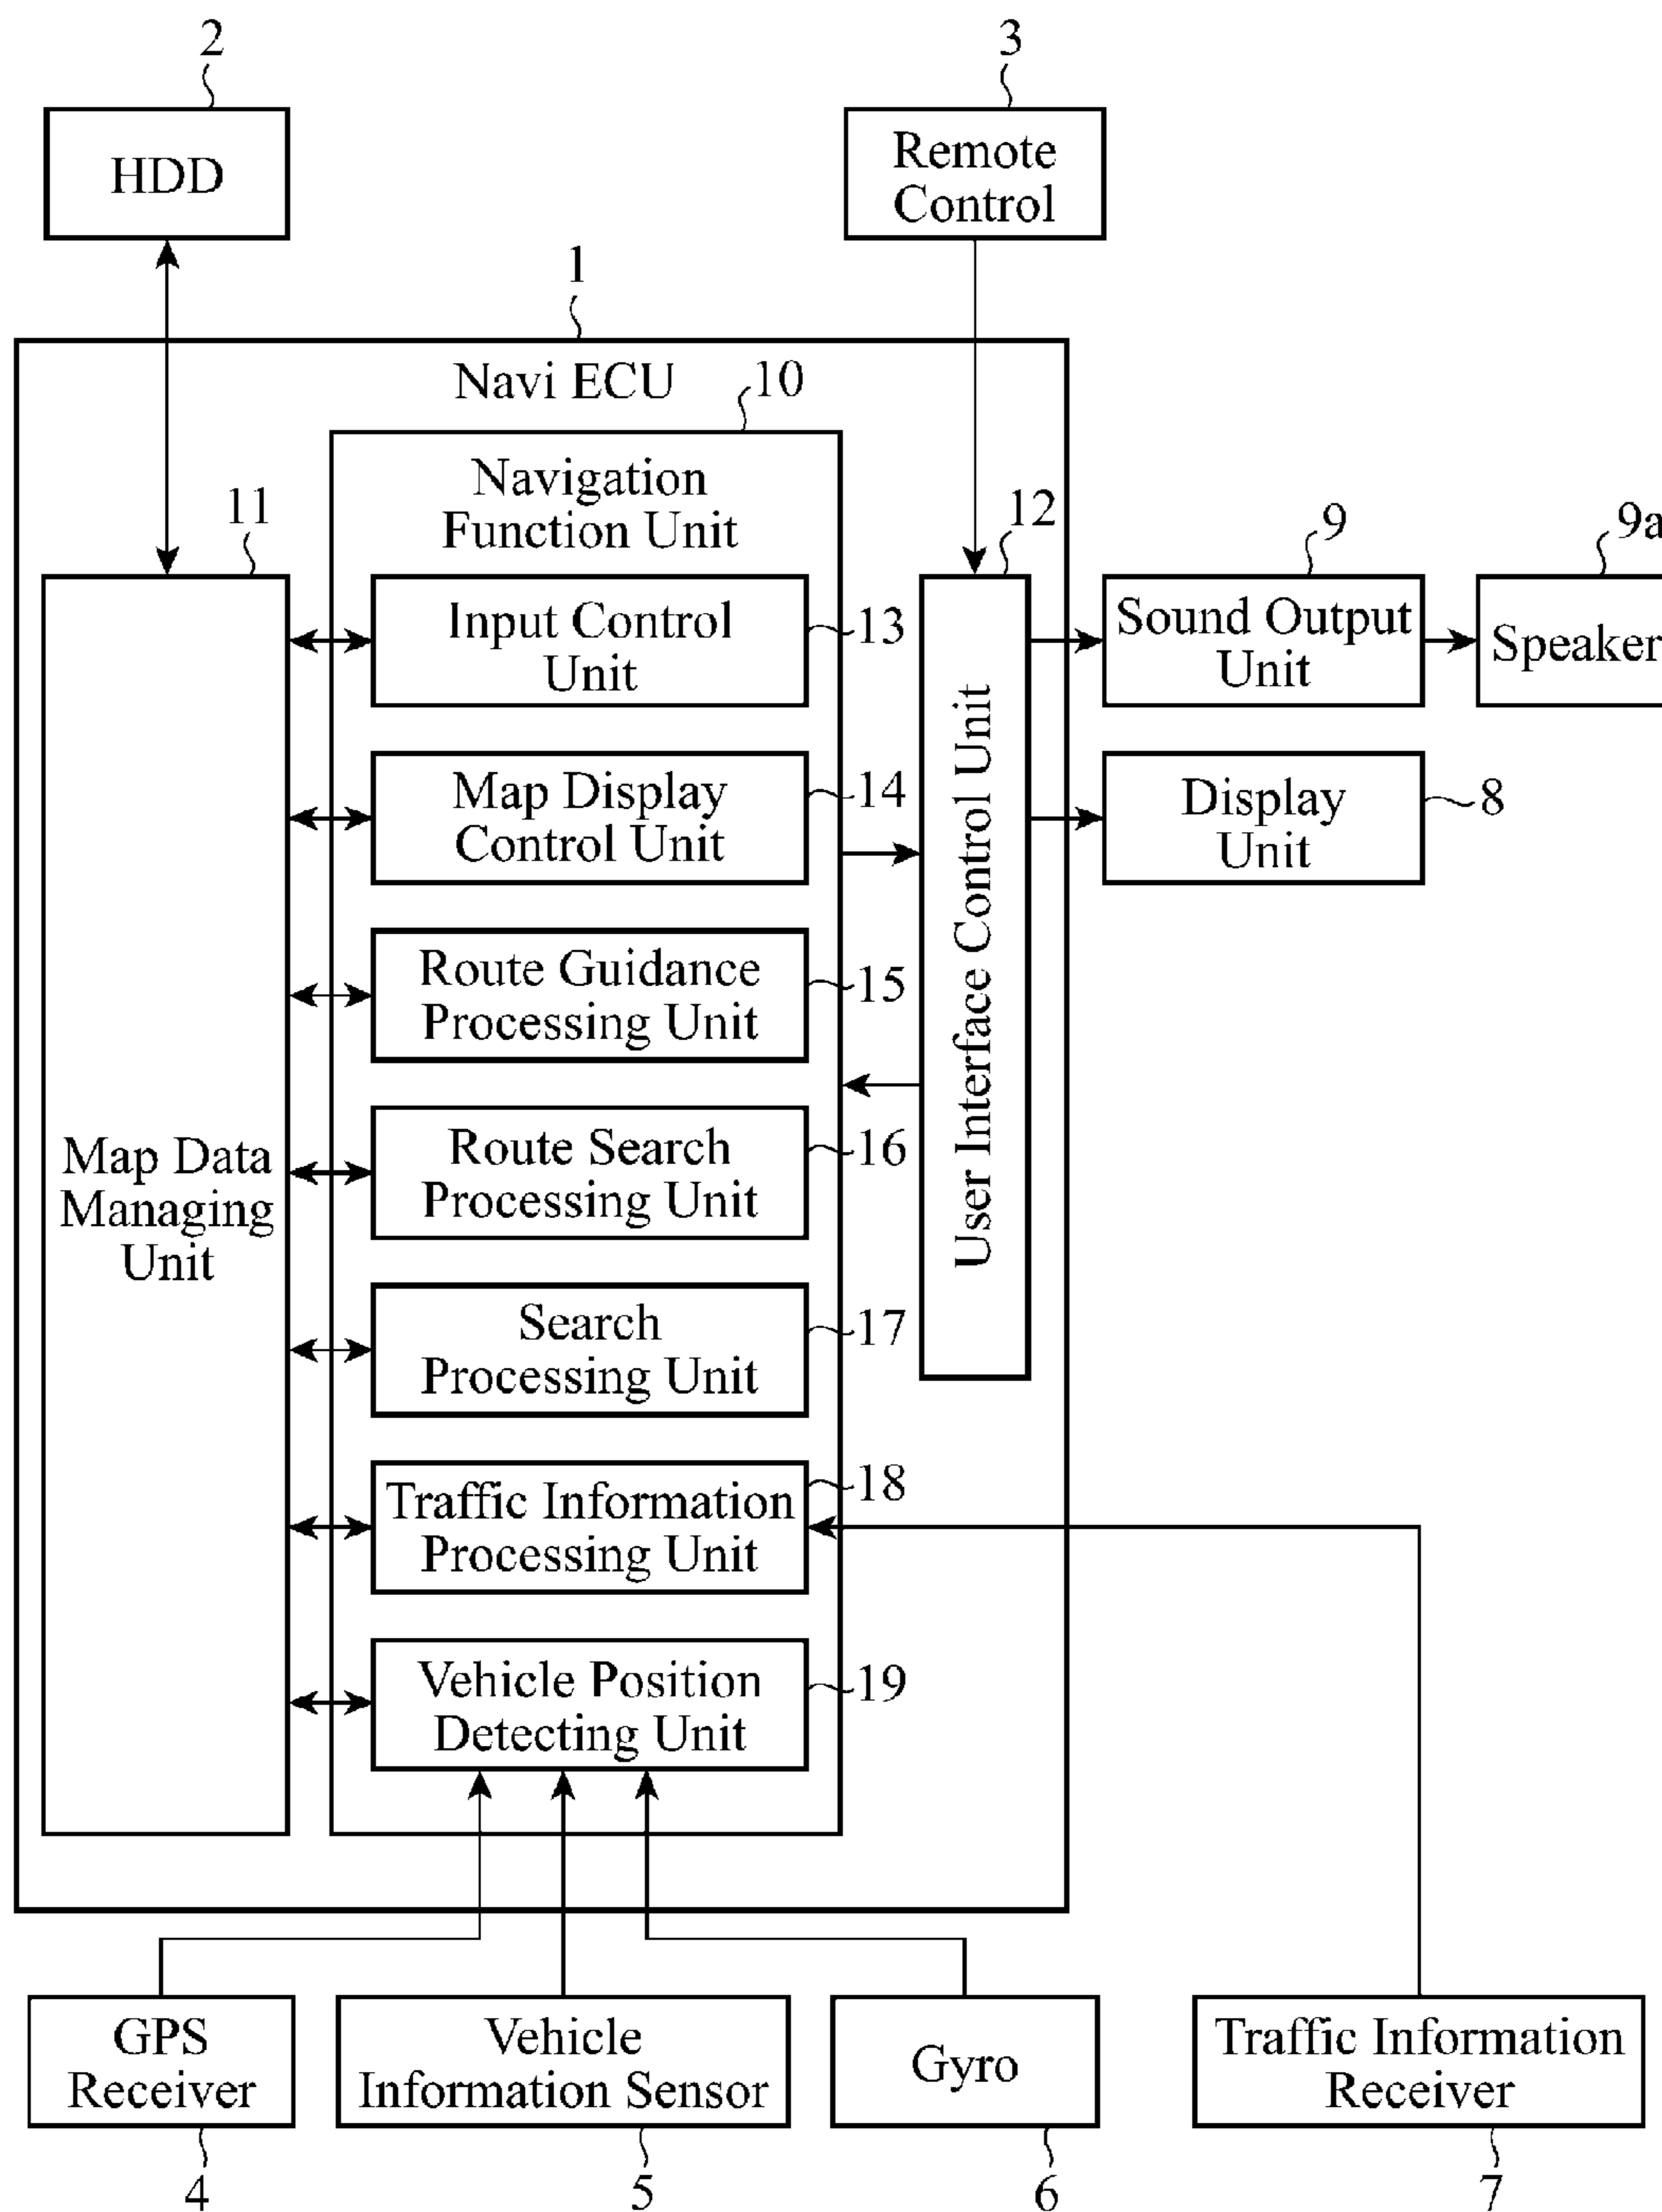 2
3
HDD
Remote
Control
1
Navi ECU
10
Navigation
Function Unit
11
12
9
9a
Input Control
Unit
13
Sound Output
Unit
Speaker
Map Display
Control Unit
14
Display
Unit
8
User Interface Control Unit
Route Guidance
Processing Unit
15
Map Data
Managing
Unit
Route Search
Processing Unit
16
Search
Processing Unit
17
Traffic Information
Processing Unit
18
Vehicle Position
Detecting Unit
19
GPS
Receiver
Vehicle
Information Sensor
Gyro
Traffic Information
Receiver
4
5
6
7